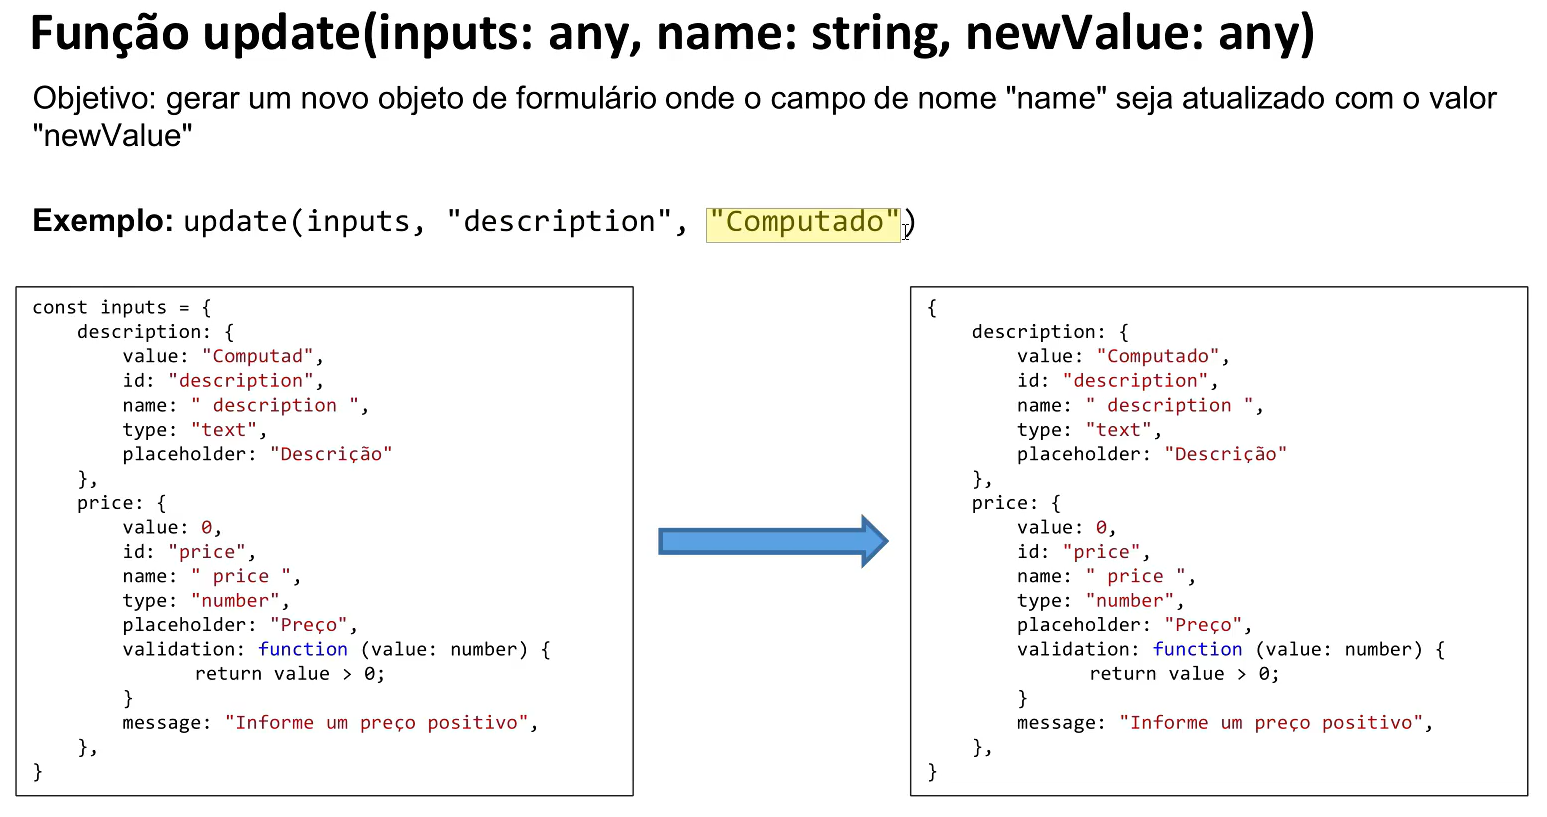 Função update(inputs: any, name: string, newValue: any)
Objetivo: gerar um novo objeto de formulário onde o campo de nome "name" seja atualizado com o valor
"newValue"
Exemplo: update(inputs, "description", "Computado")
const inputs = {
description: {
value: "Computad",
id: "description",
name: " description ",
type: "text",
placeholder: "Descrição"
},
price: {
value: 0,
id: "price",
name: " price ",
type: "number",
placeholder: "Preço",
validation: function (value: number) {
return value > 0;
}
message: "Informe um preço positivo",
},
}
{
description: {
value: "Computado",
id: "description",
name: " description ",
type: "text",
placeholder: "Descrição"
},
price: {
value: 0,
id: "price",
name: " price ",
type: "number",
placeholder: "Preço",
validation: function (value: number) {
return value > 0;
}
message: "Informe um preço positivo",
},
}